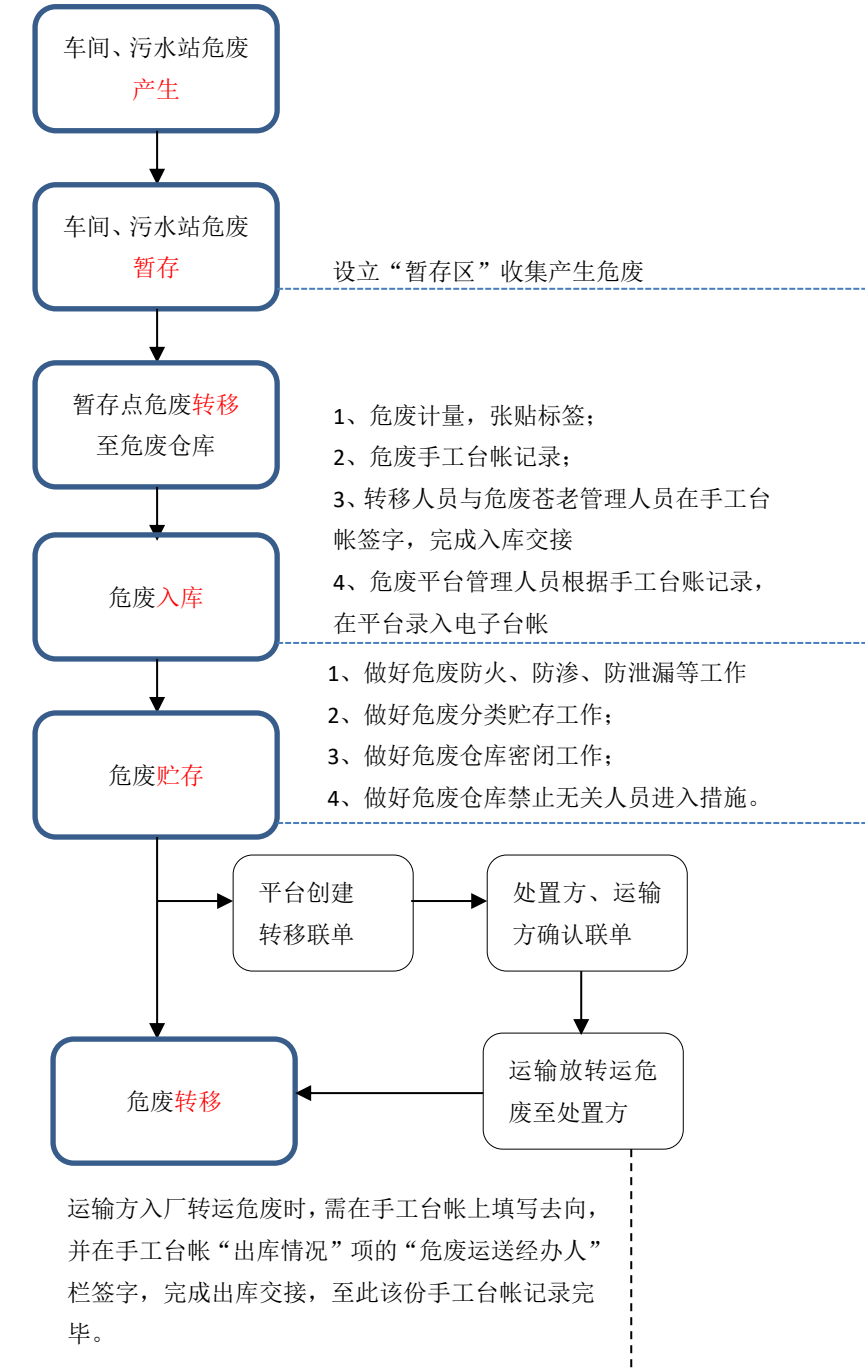 车间、污水站危废
产生
车间、污水站危废
暂存
设立“暂存区”收集产生危废
暂存点危废转移
至危废仓库
1、危废计量，张贴标签；
2、危废手工台帐记录；
3、转移人员与危废苍老管理人员在手工台
帐签字，完成入库交接
4、危废平台管理人员根据手工台账记录，
在平台录入电子台帐
危废入库
1、做好危废防火、防渗、防泄漏等工作
2、做好危废分类贮存工作；
3、做好危废仓库密闭工作；
4、做好危废仓库禁止无关人员进入措施。
危废贮存
平台创建
转移联单
处置方、运输
方确认联单
运输放转运危
废至处置方
危废转移
运输方入厂转运危废时，需在手工台帐上填写去向，
并在手工台帐“出库情况”项的“危废运送经办人”
栏签字，完成出库交接，至此该份手工台帐记录完
毕。